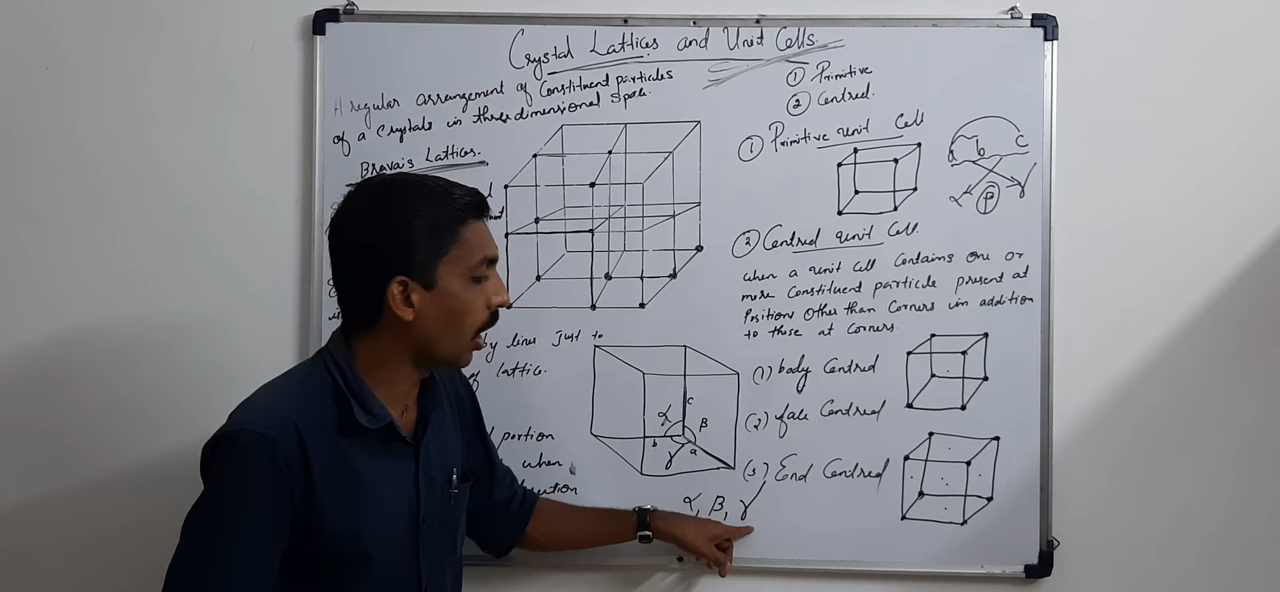 Crystal Lattices and Unit Cells.
A regular arrangement of Constituent particles
of a Crystals in three dimensional Space.
Bravais Lattices.
by lines just to
of lattice.
portion
when
① Primitive
② Centred.
① Primitive unit Cell
a b c
α β γ
② Centred unit Cell.
when a unit cell Contains One or
more Constituent particle present at
Positions Other than Corners in addition
to those at Corners.
(1) body Centred
(2) face Centred
(3) End Centred
c
α β
b a
γ
α, β, γ